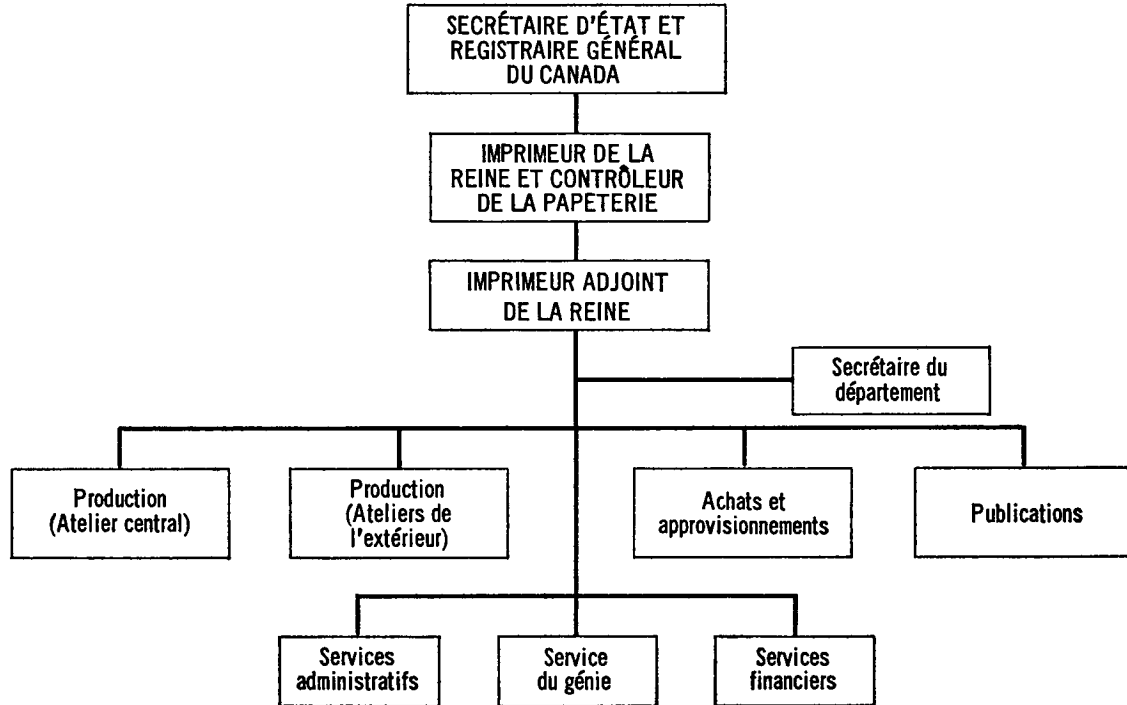 SECRÉTAIRE D'ÉTAT ET
REGISTRAIRE GÉNÉRAL
DU CANADA
IMPRIMEUR DE LA
REINE ET CONTRÔLEUR
DE LA PAPETERIE
IMPRIMEUR ADJOINT
DE LA REINE
Secrétaire du
département
Production
(Atelier central)
Production
(Ateliers de
l'extérieur)
Achats et
approvisionnements
Publications
Services
administratifs
Service
du génie
Services
financiers